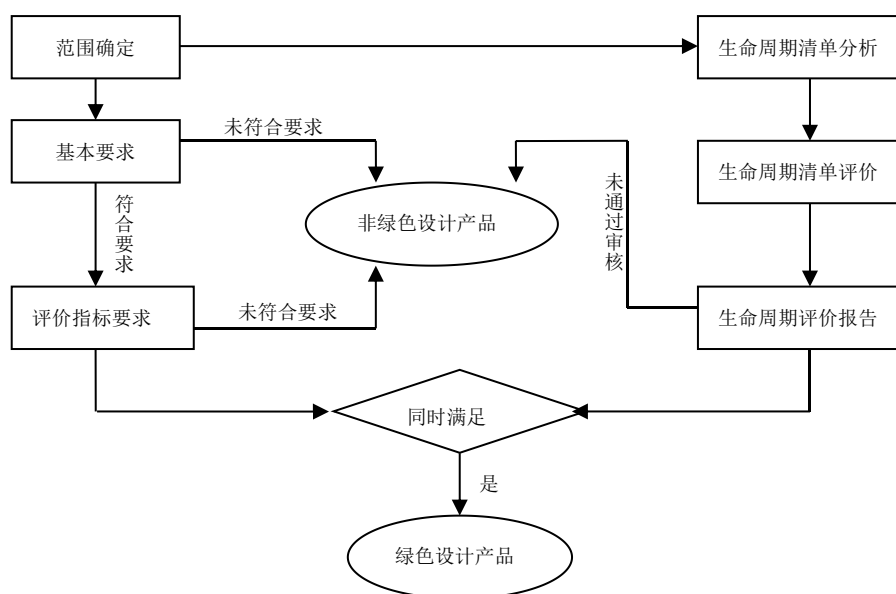 范围确定
生命周期清单分析
未符合要求
基本要求
生命周期清单评价
符合要求
未通过审核
非绿色设计产品
评价指标要求
未符合要求
生命周期评价报告
同时满足
是
绿色设计产品